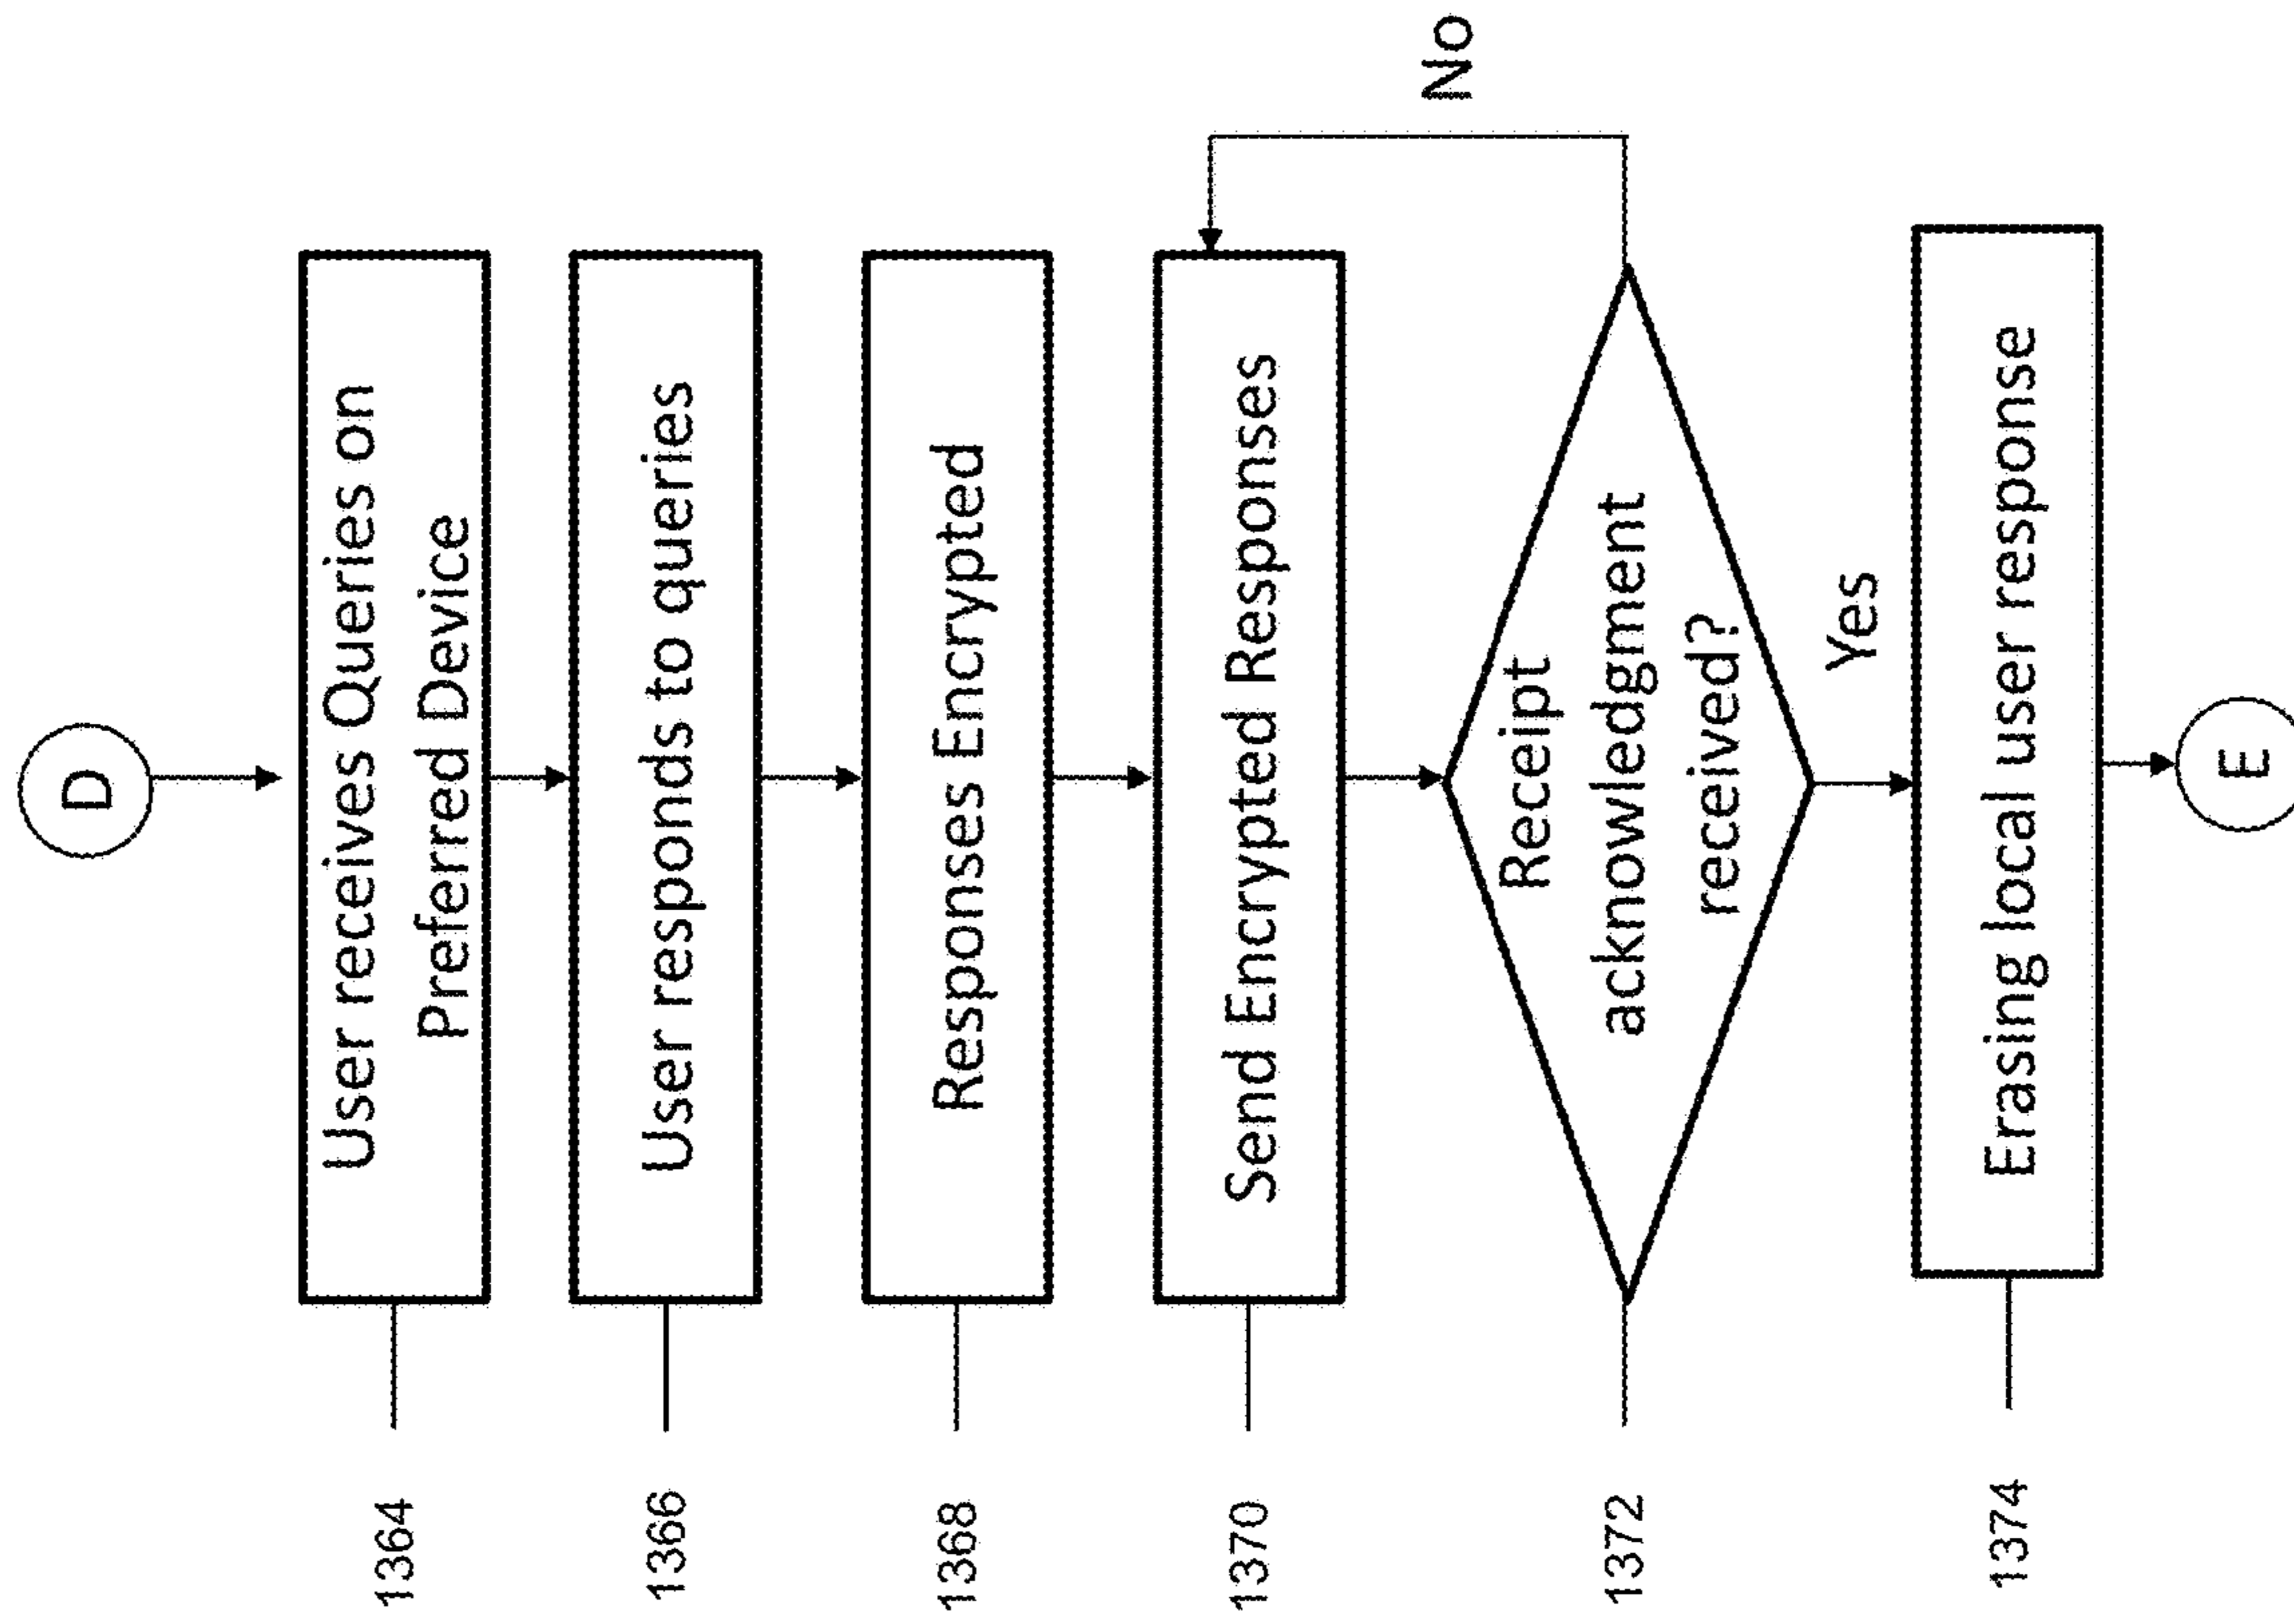 D
1364
User receives Queries on
Preferred Device
1366
User responds to queries
1368
Responses Encrypted
1370
Send Encrypted Responses
1372
Receipt
acknowledgment
received?
No
Yes
1374
Erasing local user response
E